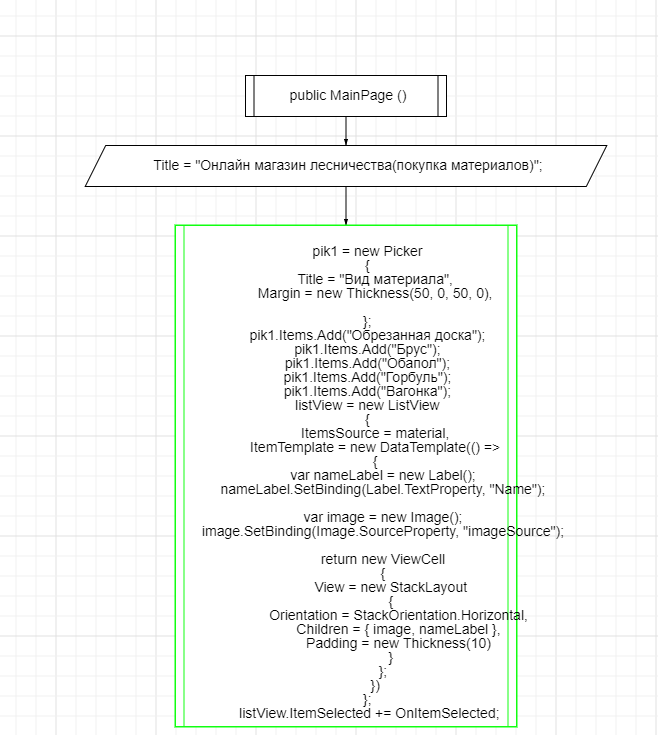 public MainPage ()
Title = "Онлайн магазин лесничества(покупка материалов)";
pik1 = new Picker
{
Title = "Вид материала",
Margin = new Thickness(50, 0, 50, 0),
};
pik1.Items.Add("Обрезанная доска");
pik1.Items.Add("Брус");
pik1.Items.Add("Обапол");
pik1.Items.Add("Горбуль");
pik1.Items.Add("Вагонка");
listView = new ListView
{
ItemsSource = material,
ItemTemplate = new DataTemplate(() =>
{
var nameLabel = new Label();
nameLabel.SetBinding(Label.TextProperty, "Name");
var image = new Image();
image.SetBinding(Image.SourceProperty, "imageSource");
return new ViewCell
{
View = new StackLayout
{
Orientation = StackOrientation.Horizontal,
Children = { image, nameLabel },
Padding = new Thickness(10)
}
};
})
};
listView.ItemSelected += OnItemSelected;